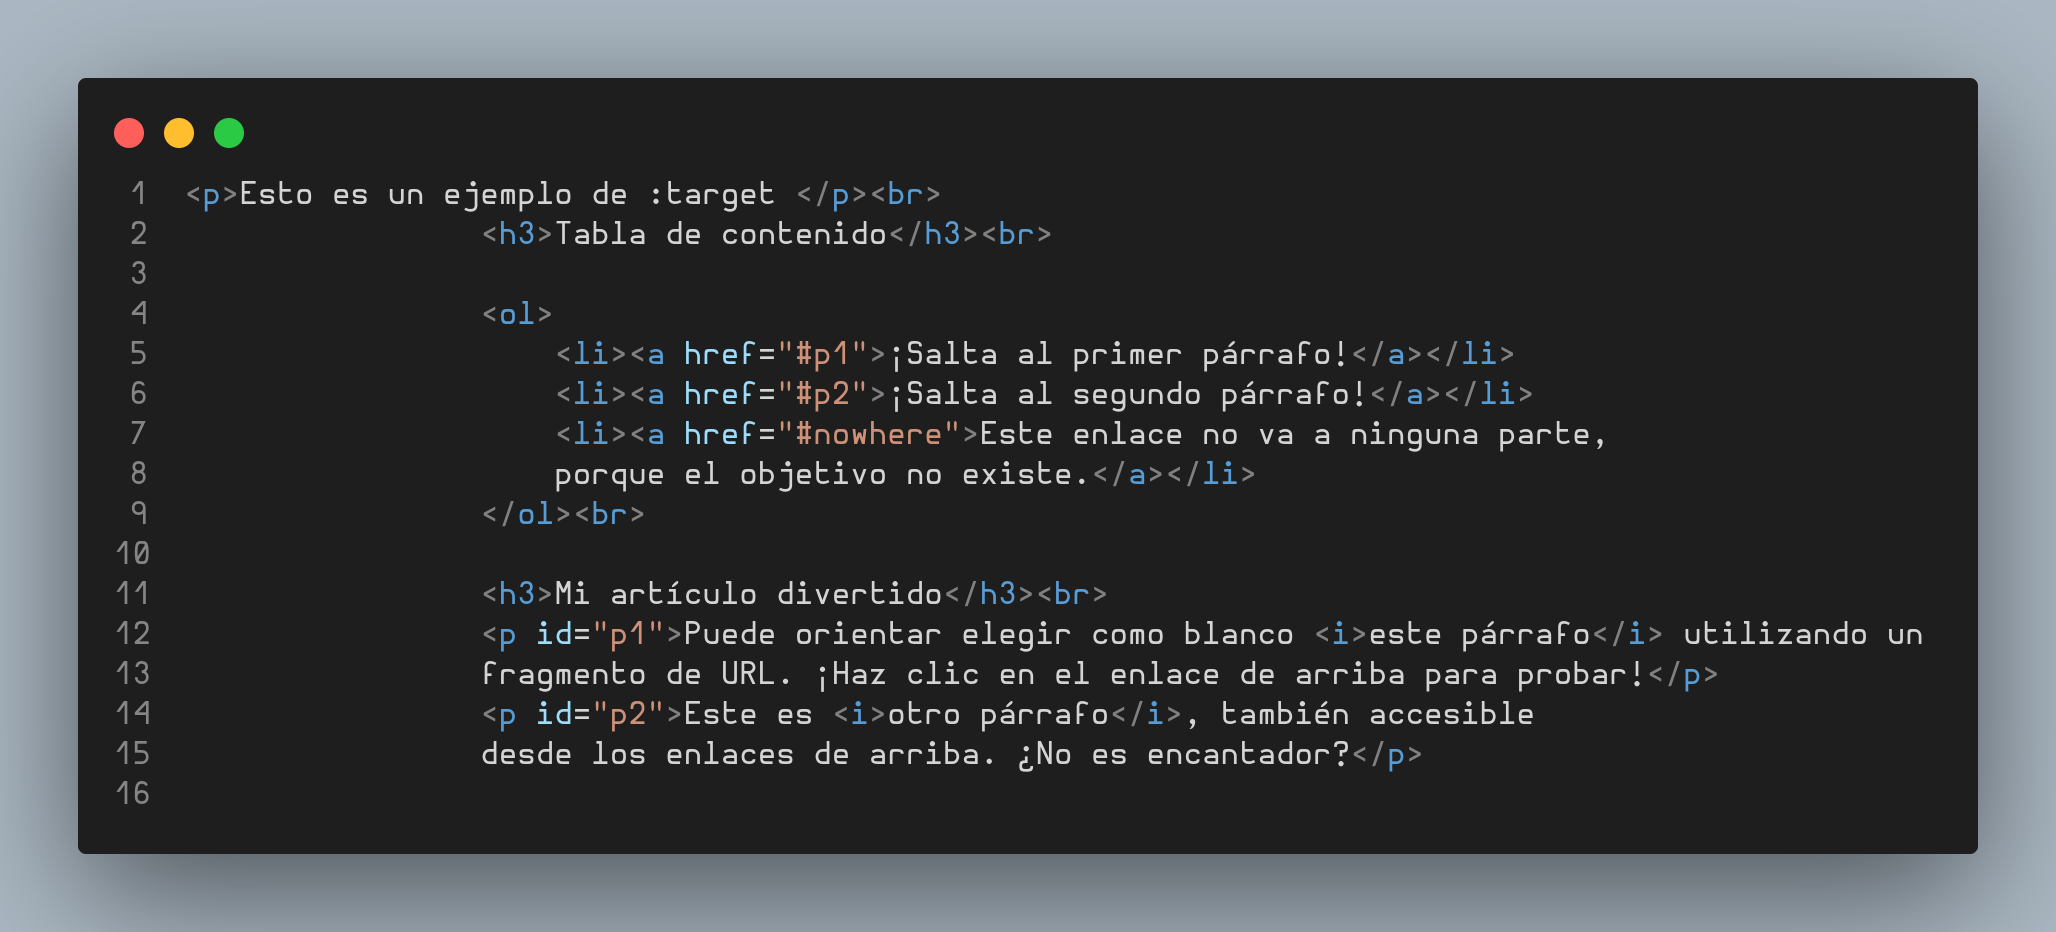 1 <p>Esto es un ejemplo de :target </p><br>
2 <h3>Tabla de contenido</h3><br>
3
4 <ol>
5 <li><a href="#p1">¡Salta al primer párrafo!</a></li>
6 <li><a href="#p2">¡Salta al segundo párrafo!</a></li>
7 <li><a href="#nowhere">Este enlace no va a ninguna parte,
8 porque el objetivo no existe.</a></li>
9 </ol><br>
10
11 <h3>Mi artículo divertido</h3><br>
12 <p id="p1">Puede orientar elegir como blanco <i>este párrafo</i> utilizando un
13 fragmento de URL. ¡Haz clic en el enlace de arriba para probar!</p>
14 <p id="p2">Este es <i>otro párrafo</i>, también accesible
15 desde los enlaces de arriba. ¿No es encantador?</p>
16